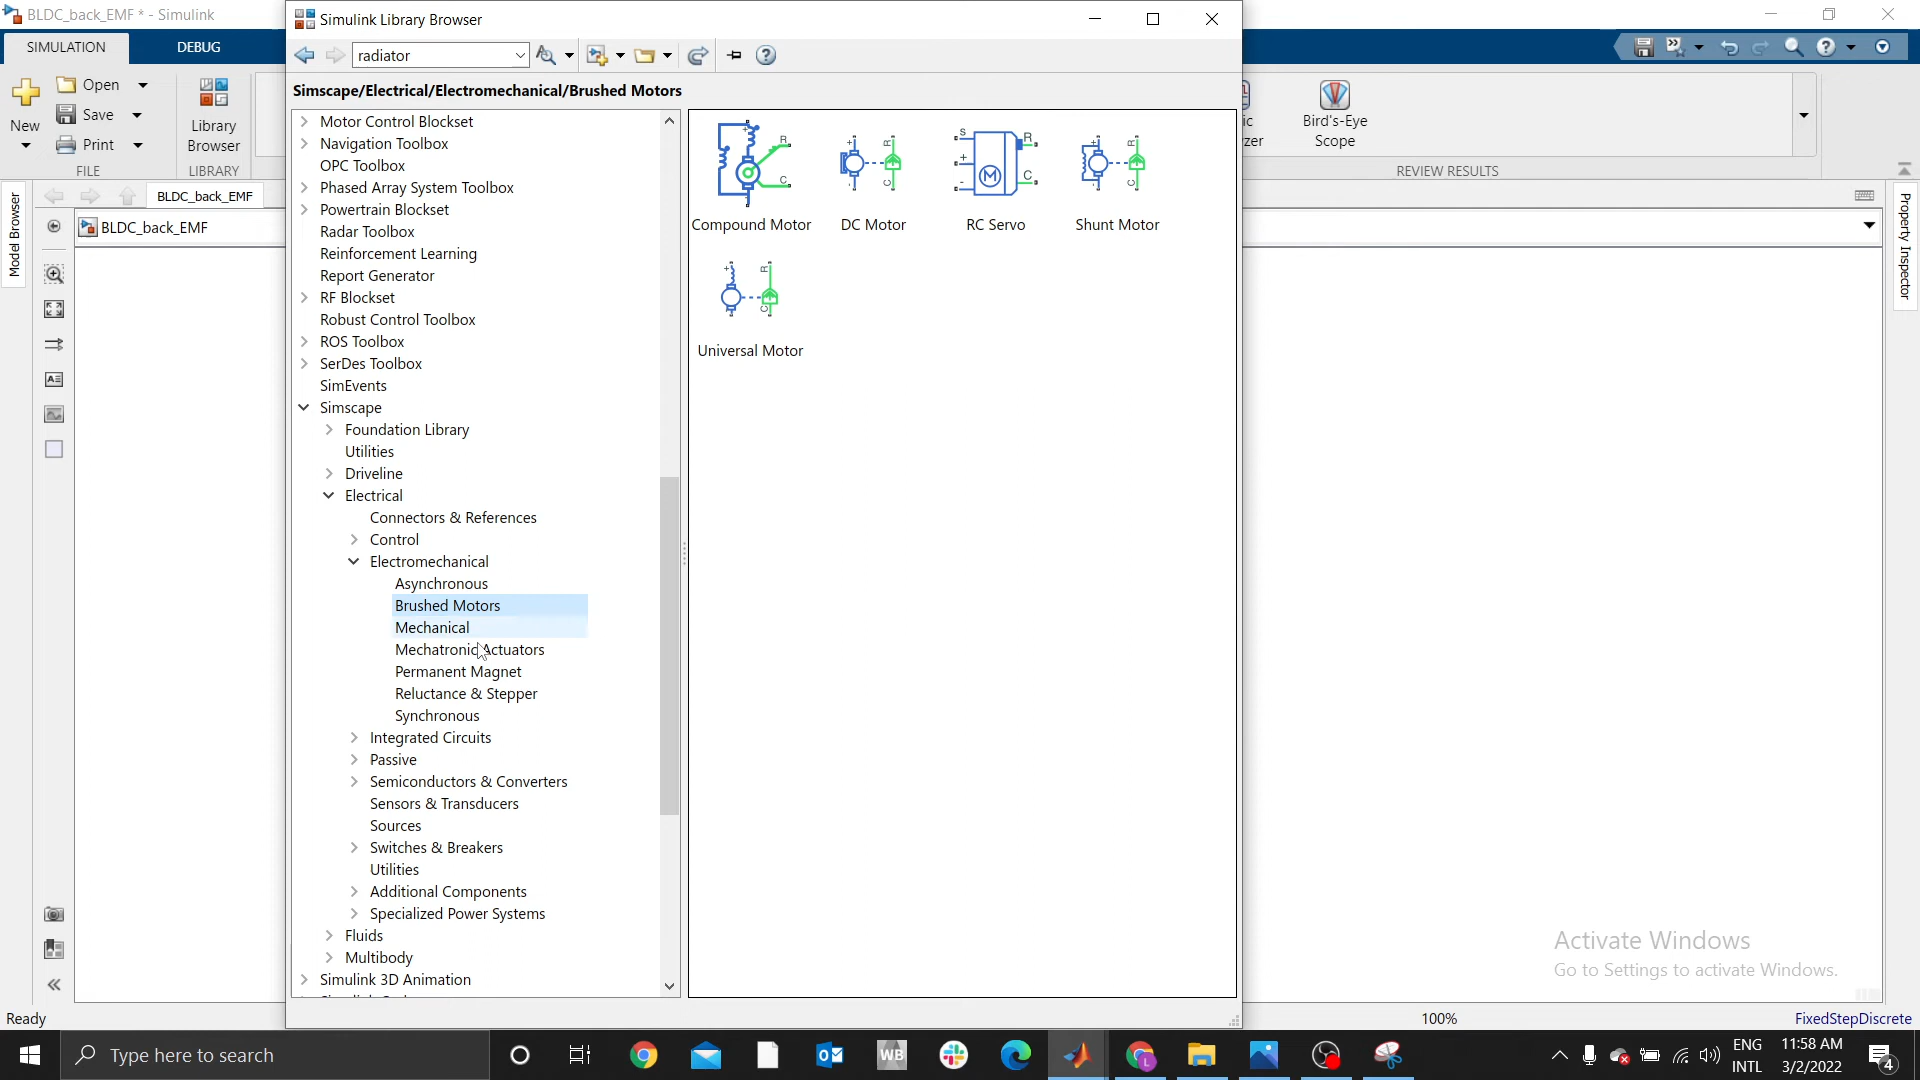 BLDC_back_EMF * - Simulink
Simulink Library Browser
SIMULATION
DEBUG
radiator
New
Open
Save
Print
FILE
Library
Browser
LIBRARY
Simscape/Electrical/Electromechanical/Brushed Motors
Bird's-Eye
Scope
REVIEW RESULTS
Model Browser
Property Inspector
BLDC_back_EMF
BLDC_back_EMF
Motor Control Blockset
Navigation Toolbox
OPC Toolbox
Phased Array System Toolbox
Powertrain Blockset
Radar Toolbox
Reinforcement Learning
Report Generator
RF Blockset
Robust Control Toolbox
ROS Toolbox
SerDes Toolbox
SimEvents
Simscape
Foundation Library
Utilities
Driveline
Electrical
Connectors & References
Control
Electromechanical
Asynchronous
Brushed Motors
Mechanical
Mechatronic Actuators
Permanent Magnet
Reluctance & Stepper
Synchronous
Integrated Circuits
Passive
Semiconductors & Converters
Sensors & Transducers
Sources
Switches & Breakers
Utilities
Additional Components
Specialized Power Systems
Fluids
Multibody
Simulink 3D Animation
Compound Motor
DC Motor
RC Servo
Shunt Motor
Universal Motor
Activate Windows
Go to Settings to activate Windows.
Ready
100%
FixedStepDiscrete
Type here to search
ENG
INTL
11:58 AM
3/2/2022
4